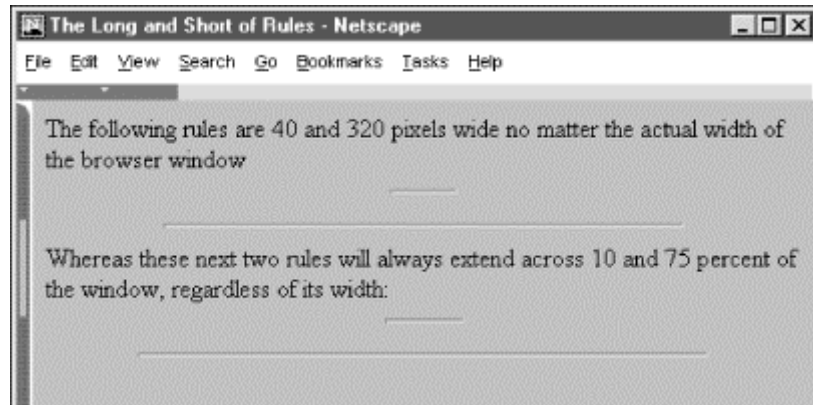 The Long and Short of Rules - Netscape
File Edit View Search Go Bookmarks Tasks Help
The following rules are 40 and 320 pixels wide no matter the actual width of
the browser window
Whereas these next two rules will always extend across 10 and 75 percent of
the window, regardless of its width: